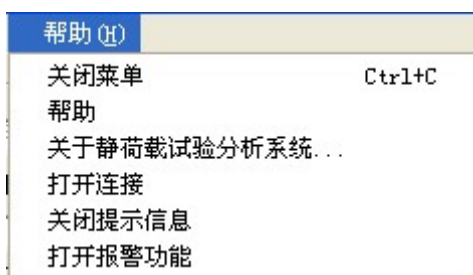 帮助(H)
关闭菜单 Ctrl+C
帮助
关于静荷载试验分析系统...
打开连接
关闭提示信息
打开报警功能